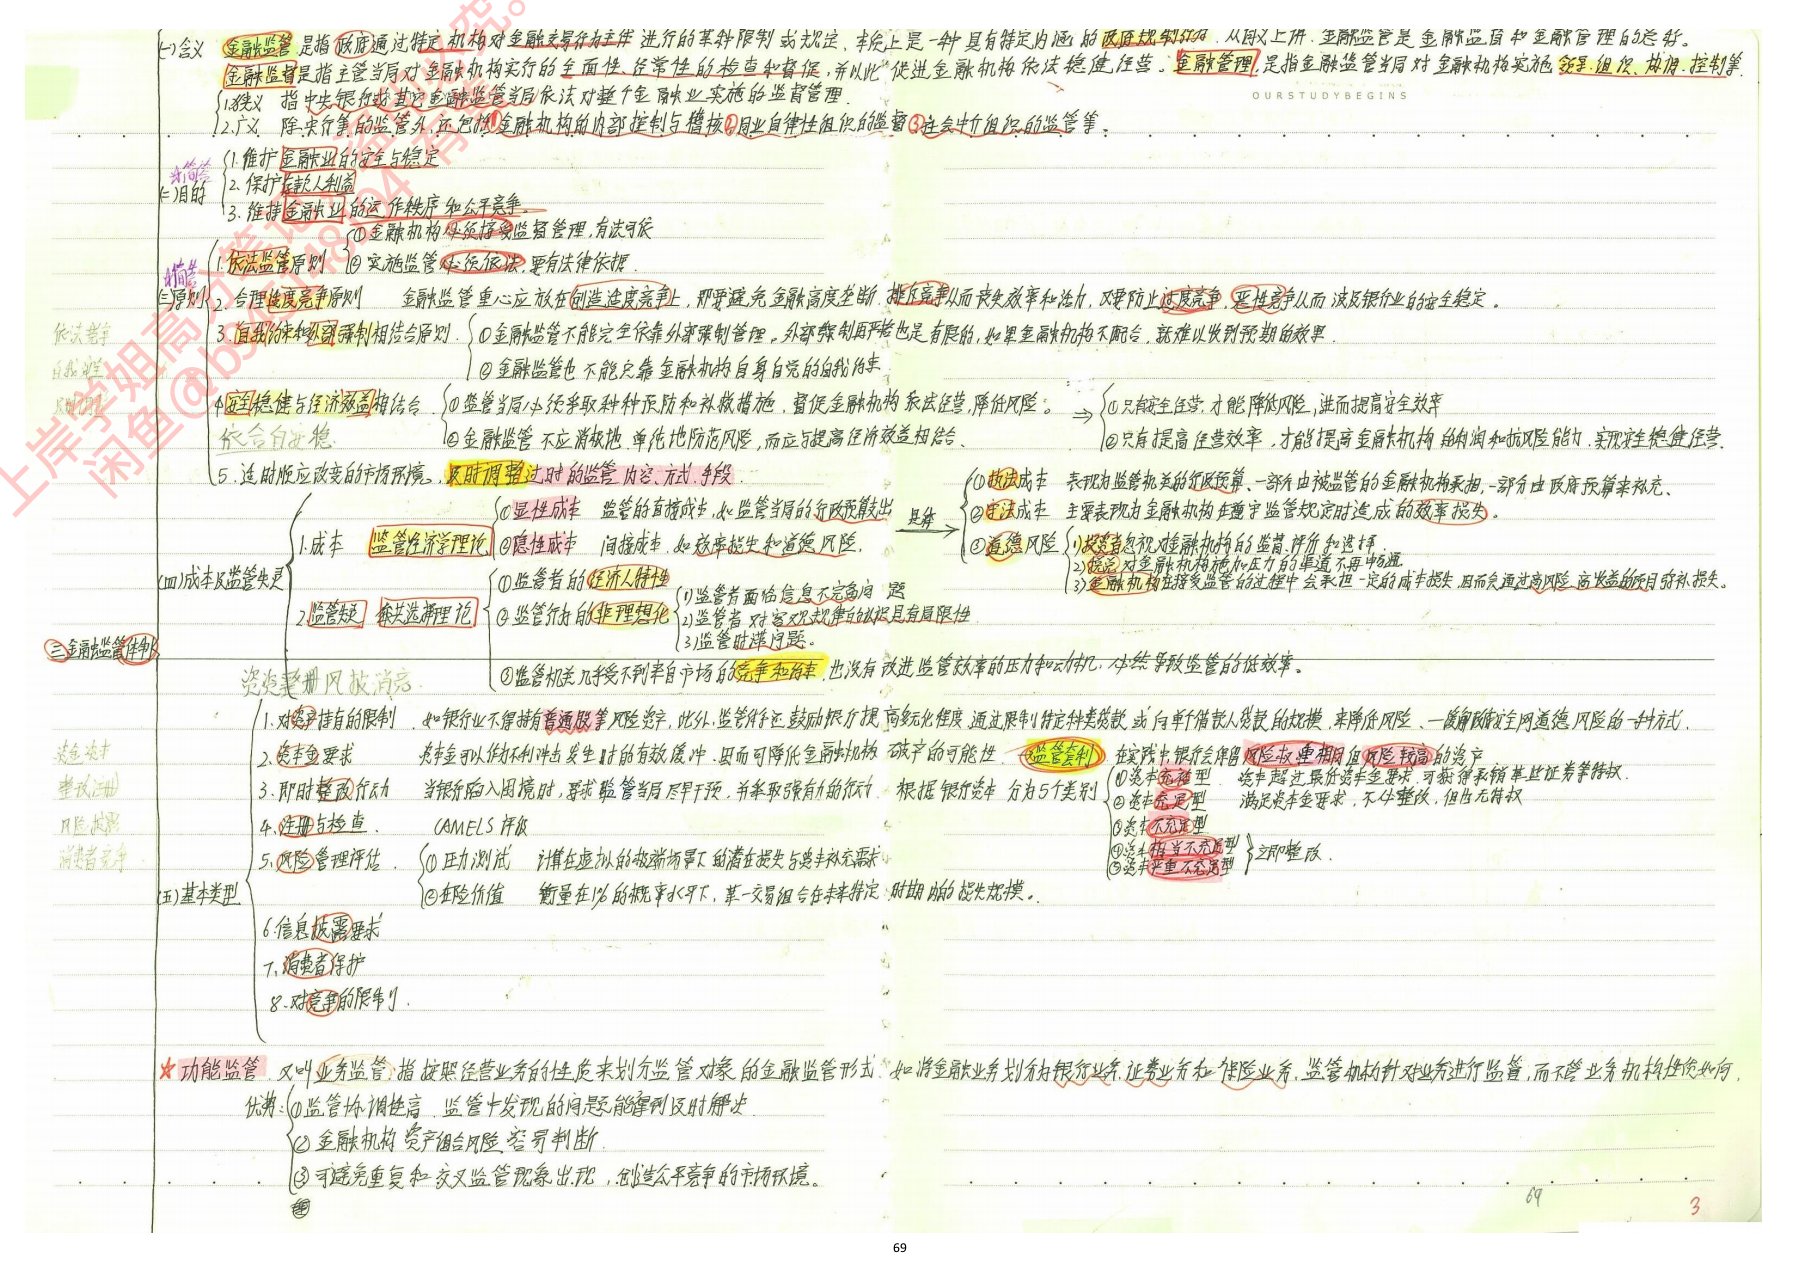 (一)含义 金融监管是指政府通过特定机构对金融交易行为主体进行的某种限制或规定,本质上是一种具有特定内涵的政府规制行为.从词义上讲,金融监管是金融监督和金融管理的总称。
金融监督是指主管当局对金融机构实行的全面性、经常性的检查和督促,并以此促进金融机构依法稳健经营。金融管理,是指金融监管当局对金融机构实施领导、组织、协调、控制等.
OURSTUDYBEGINS
1.狭义 指中央银行或其它金融监管当局依法对整个金融业实施的监督管理.
2.广义 除来行等的监管外,还包括①金融机构的内部控制与稽核②同业自律性组织的监督③社会中介组织的监管等。
简答
(二)目的
1.维护金融业的安全与稳定
2.保护存款人利益
3.维持金融业的运作秩序和公平竞争。
简答
(三)原则
1.依法监管原则
①金融机构必须接受监督管理,有法可依
②实施监管必须依法,要有法律依据.
2.合理适度竞争原则 金融监管重心应放在创造适度竞争上,即要避免金融高度垄断,排斥竞争从而丧失效率和活力,又要防止过度竞争、恶性竞争从而波及银行业的安全稳定。
3.自我约束和外部强制相结合原则.
①金融监管不能完全依靠外部强制管理。外部强制再严格也是有限的,如果金融机构不配合,就难以收到预期的效果.
②金融监管也不能只靠金融机构自身自觉的自我约束
4.安全稳健与经济效益相结合.
①监管当局必须采取种种预防和补救措施,督促金融机构依法经营,降低风险。⇒①只有安全经营,才能降低风险,进而提高安全效率
②金融监管不应消极地、单纯地防范风险,而应与提高经济效益相结合. ②只有提高经营效率,才能提高金融机构的利润和抗风险能力,实现安全稳健经营.
依合自安稳
5.适时顺应改变的市场环境。及时调整过时的监管内容、方式、手段.
依法竞争
(四)成本及监管失灵
1.成本 监管经济学理论
①显性成本 监管的直接成本,如监管当局的行政预算支出
②隐性成本 间接成本,如效率损失和道德风险.
具体
①执法成本 表现为监管机关的行政预算、一部分由被监管的金融机构承担,一部分由政府预算来补充、
②守法成本 主要表现为金融机构在遵守监管规定时造成的效率损失。
③道德风险
1)投资者忽视对金融机构的监督、评价和选择.
2)使得对金融机构施加压力的渠道不再畅通.
3)金融机构在接受监管的过程中会承担一定的成本损失,因而会通过高风险、高收益的项目弥补损失。
2.监管失灵 公共选择理论
①监管者的经济人特性
②监管行为的非理想化
1)监管者面临信息不完备问题
2)监管者对客观规律的认识具有局限性
3)监管时滞问题。
③监管机关几乎受不到来自市场的竞争和约束,也没有改进监管效率的压力和动机,必然导致监管的低效率。
三金融监管体制
资资整册风披消竞.
(五)基本类型
1.对资产持有的限制. 如银行业不得持有普通股等风险资产,此外,监管体还鼓励银行提高多元化程度,通过限制特定种类贷款或向单个借款人贷款的规模,来降低风险、一般解政府安全网道德风险的一种方式.
2.资本金要求 资本金可以作为不利冲击发生时的有效缓冲.因而可降低金融机构破产的可能性. 监管套利 在实践中,银行会保留风险权重相同但风险较高的资产
3.即时整改行动 当银行陷入困境时,要求监管当局尽早干预,并采取强有力的行动. 根据银行资本分为5个类别
①资本充裕型. 资本超过银行资本金要求,可获得承销某些证券等特权.
②资本充足型 满足资本金要求,不必整改,但也无特权
③资本不充足型
④资本相当不充足型
⑤资本严重不充足型 立即整改.
4.注册与检查. CAMELS评级
5.风险管理评估
①压力测试 计算在虚拟的极端场景下的潜在损失与资本补充需求
②在险价值 衡量在1%的概率水平下,某一交易组合在未来特定时期内的损失规模。
6.信息披露要求
7.消费者保护
8.对竞争的限制.
资金资本
整改注册
风险披露
消费者竞争
★功能监管 又叫业务监管,指按照经营业务的性质来划分监管对象的金融监管形式.如将金融业务划分为银行业务、证券业务和保险业务.监管机构针对业务进行监管,而不管业务机构性质如何.
优势:①监管协调性高.监管中发现的问题能得到及时解决.
②金融机构资产组合风险容易判断.
③可避免重复和交叉监管现象出现,创造公平竞争的市场环境。
69
3
69